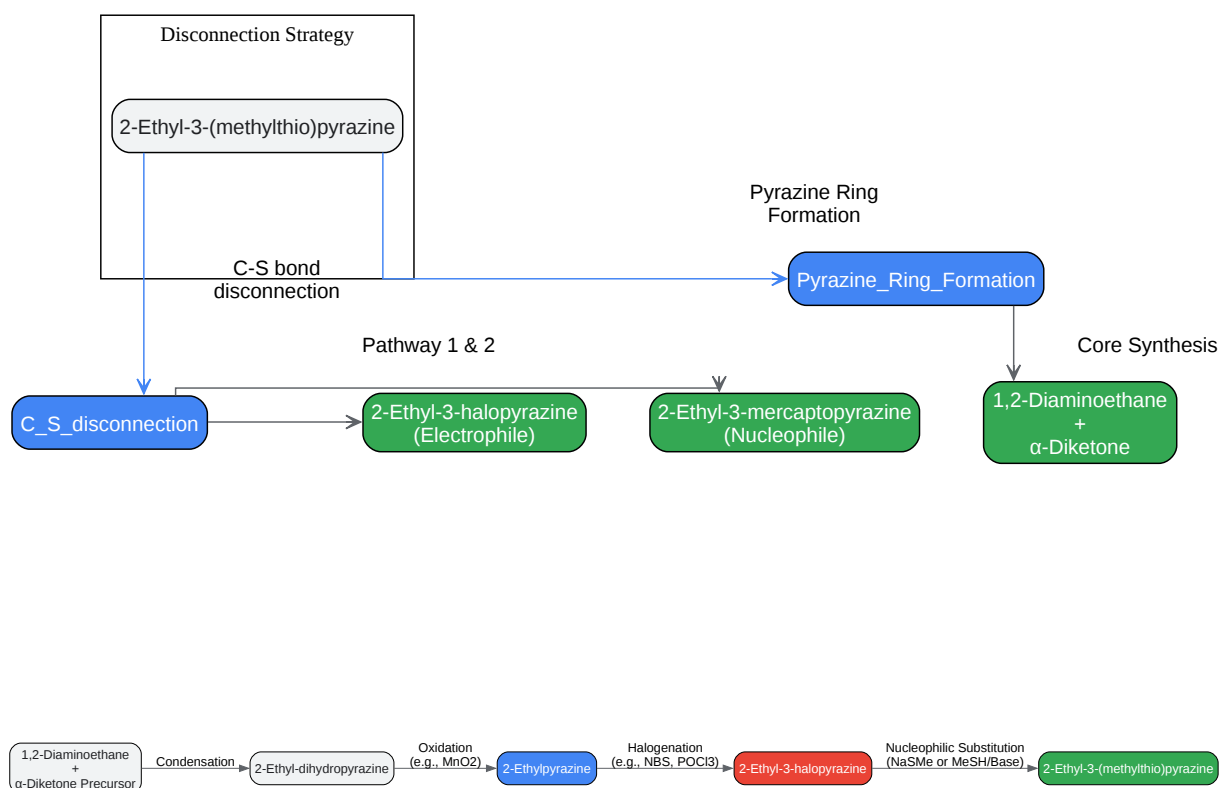 Disconnection Strategy
2-Ethyl-3-(methylthio)pyrazine
Pyrazine Ring
Formation
C-S bond
disconnection
Pyrazine_Ring_Formation
Pathway 1 & 2
Core Synthesis
C_S_disconnection
2-Ethyl-3-halopyrazine
(Electrophile)
2-Ethyl-3-mercaptopyrazine
(Nucleophile)
1,2-Diaminoethane
+
α-Diketone
1,2-Diaminoethane
+
α-Diketone Precursor
Condensation
2-Ethyl-dihydropyrazine
Oxidation
(e.g., MnO2)
2-Ethylpyrazine
Halogenation
(e.g., NBS, POCl3)
2-Ethyl-3-halopyrazine
Nucleophilic Substitution
(NaSMe or MeSH/Base)
2-Ethyl-3-(methylthio)pyrazine